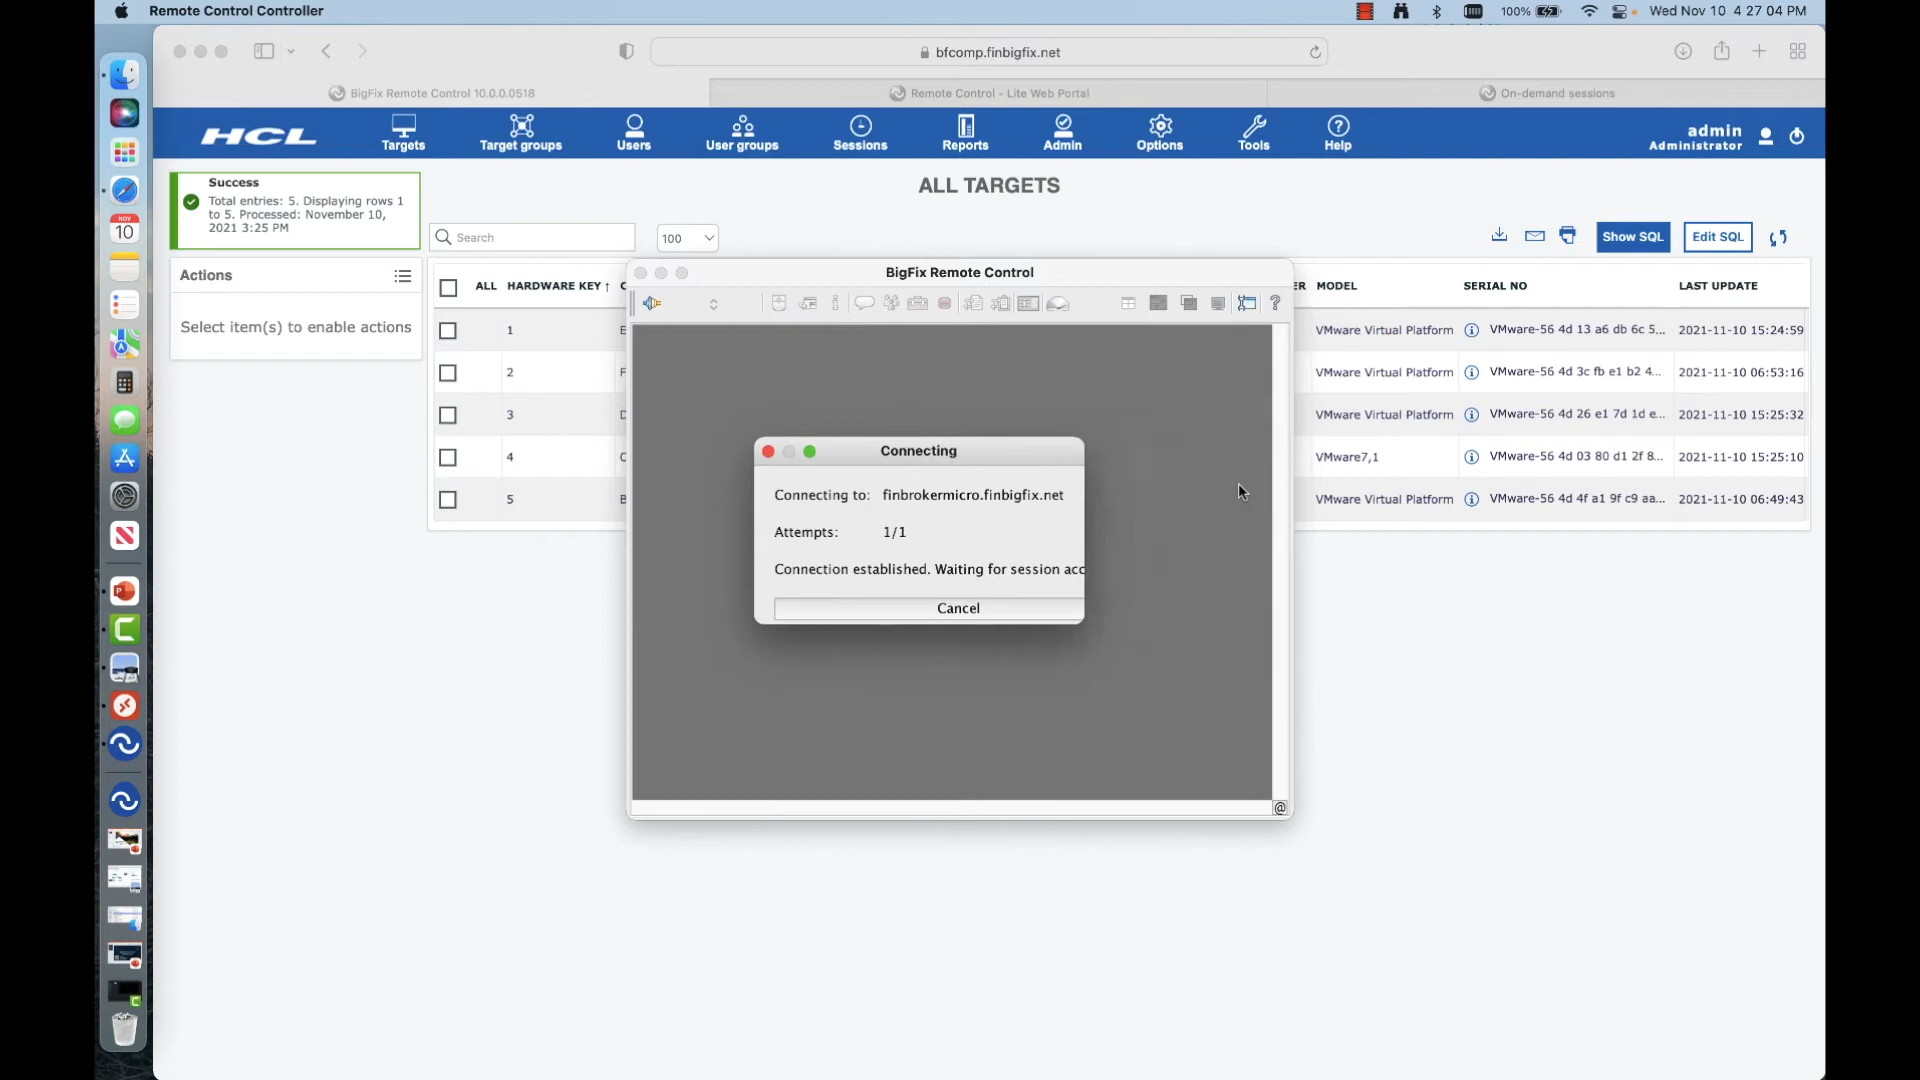 Remote Control Controller
100%
Wed Nov 10 4 27 04 PM
bfcomp.finbigfix.net
BigFix Remote Control 10.0.0.0518
Remote Control - Lite Web Portal
On-demand sessions
HCL
Targets
Target groups
Users
User groups
Sessions
Reports
Admin
Options
Tools
Help
admin
Administrator
Success
Total entries: 5. Displaying rows 1
to 5. Processed: November 10,
2021 3:25 PM
ALL TARGETS
Search
100
Show SQL
Edit SQL
Actions
Select item(s) to enable actions
ALL HARDWARE KEY ↑ C
ER MODEL SERIAL NO LAST UPDATE
1 E
VMware Virtual Platform VMware-56 4d 13 a6 db 6c 5... 2021-11-10 15:24:59
2 F
VMware Virtual Platform VMware-56 4d 3c fb e1 b2 4... 2021-11-10 06:53:16
3 D
VMware Virtual Platform VMware-56 4d 26 e1 7d 1d e... 2021-11-10 15:25:32
4 C
VMware7,1 VMware-56 4d 03 80 d1 2f 8... 2021-11-10 15:25:10
5 B
VMware Virtual Platform VMware-56 4d 4f a1 9f c9 aa... 2021-11-10 06:49:43
BigFix Remote Control
Connecting
Connecting to: finbrokermicro.finbigfix.net
Attempts: 1/1
Connection established. Waiting for session acc
Cancel
@
NOV
10